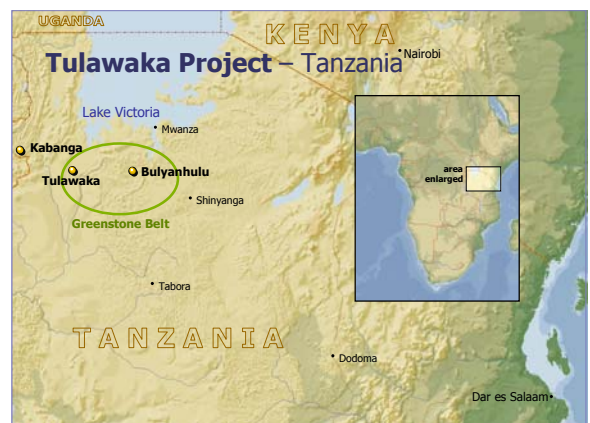 UGANDA
KENYA
Tulawaka Project – Tanzania
Nairobi
Lake Victoria
Mwanza
Kabanga
Tulawaka
Bulyanhulu
area
enlarged
Shinyanga
Greenstone Belt
Tabora
TANZANIA
Dodoma
Dar es Salaam